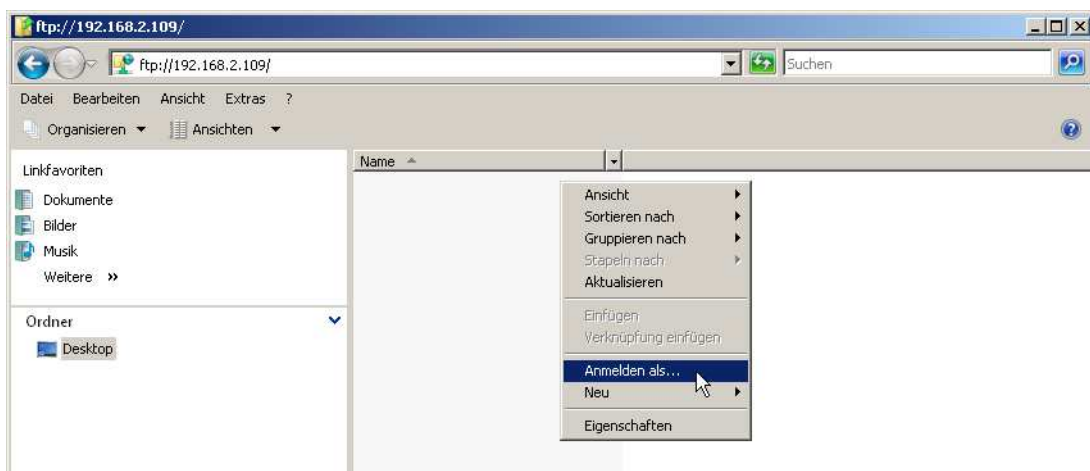 ftp://192.168.2.109/
ftp://192.168.2.109/
Suchen
Datei Bearbeiten Ansicht Extras ?
Organisieren Ansichten
Linkfavoriten
Dokumente
Bilder
Musik
Weitere »
Ordner
Desktop
Name
Ansicht
Sortieren nach
Gruppieren nach
Stapeln nach
Aktualisieren
Einfügen
Verknüpfung einfügen
Anmelden als...
Neu
Eigenschaften